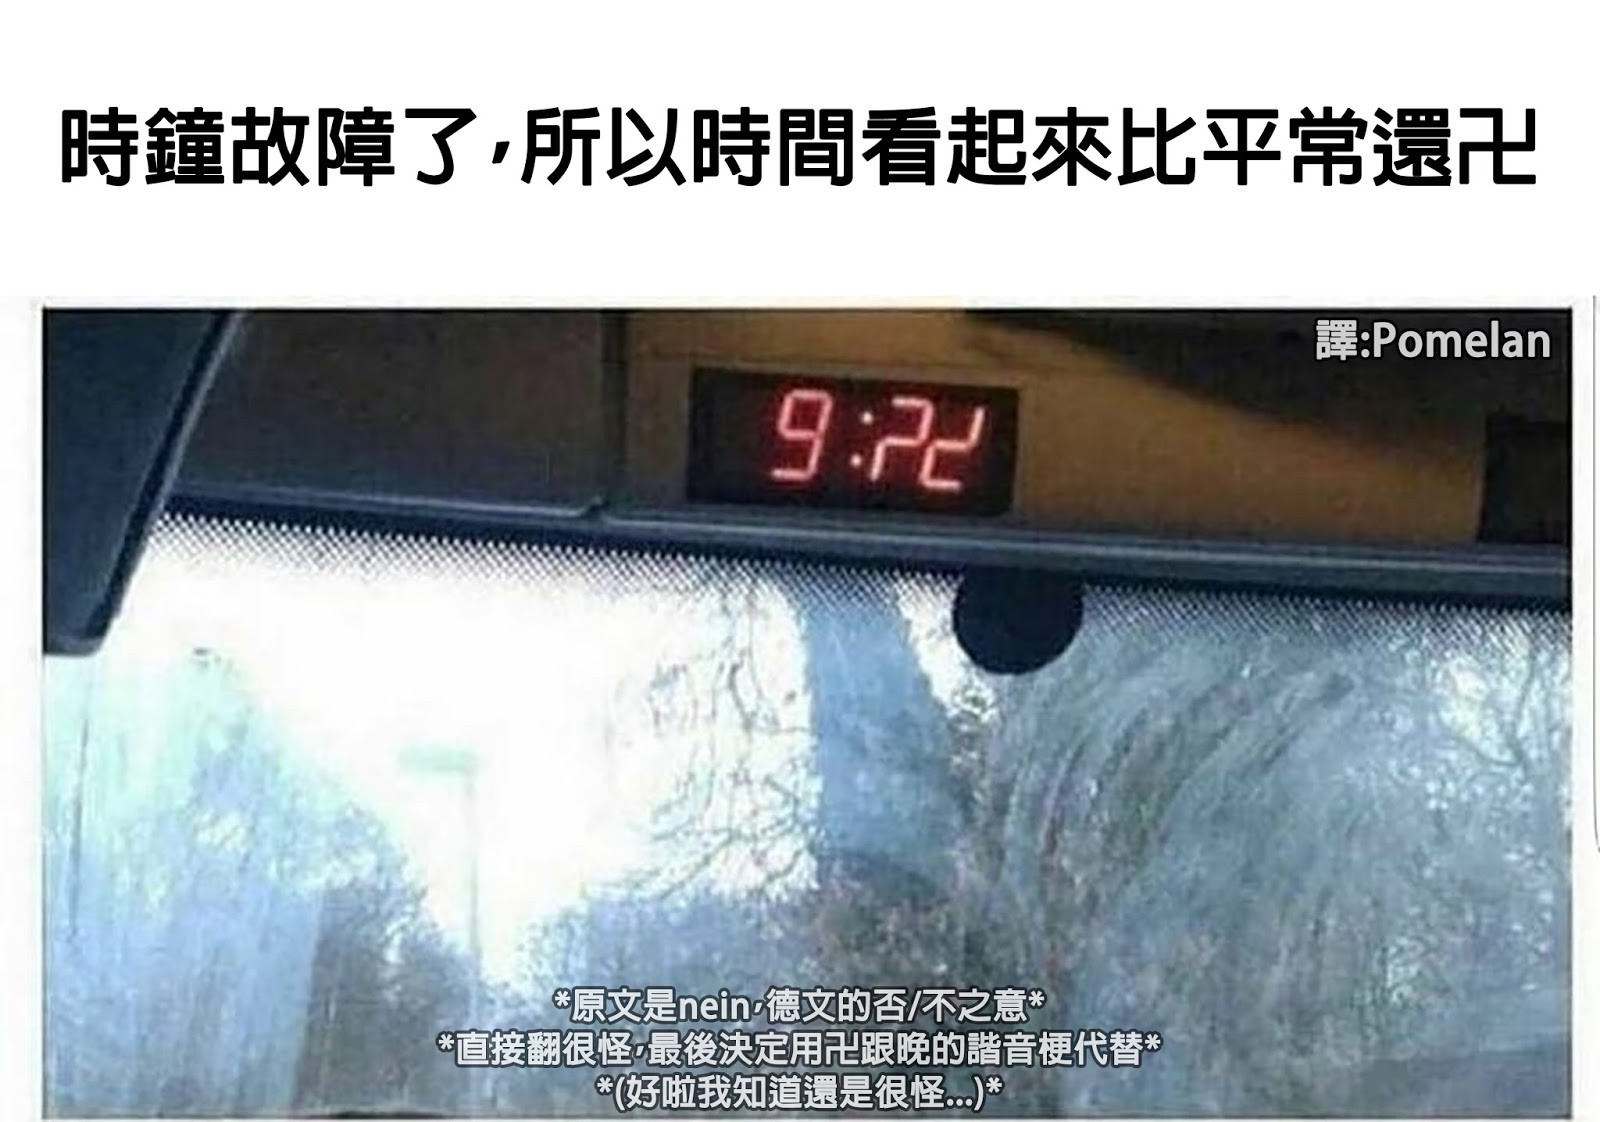 時鐘故障了,所以時間看起來比平常還卍
譯:Pomelan
*原文是nein,德文的否/不之意*
*直接翻很怪,最後決定用卍跟晚的諧音梗代替*
*(好啦我知道還是很怪...)*